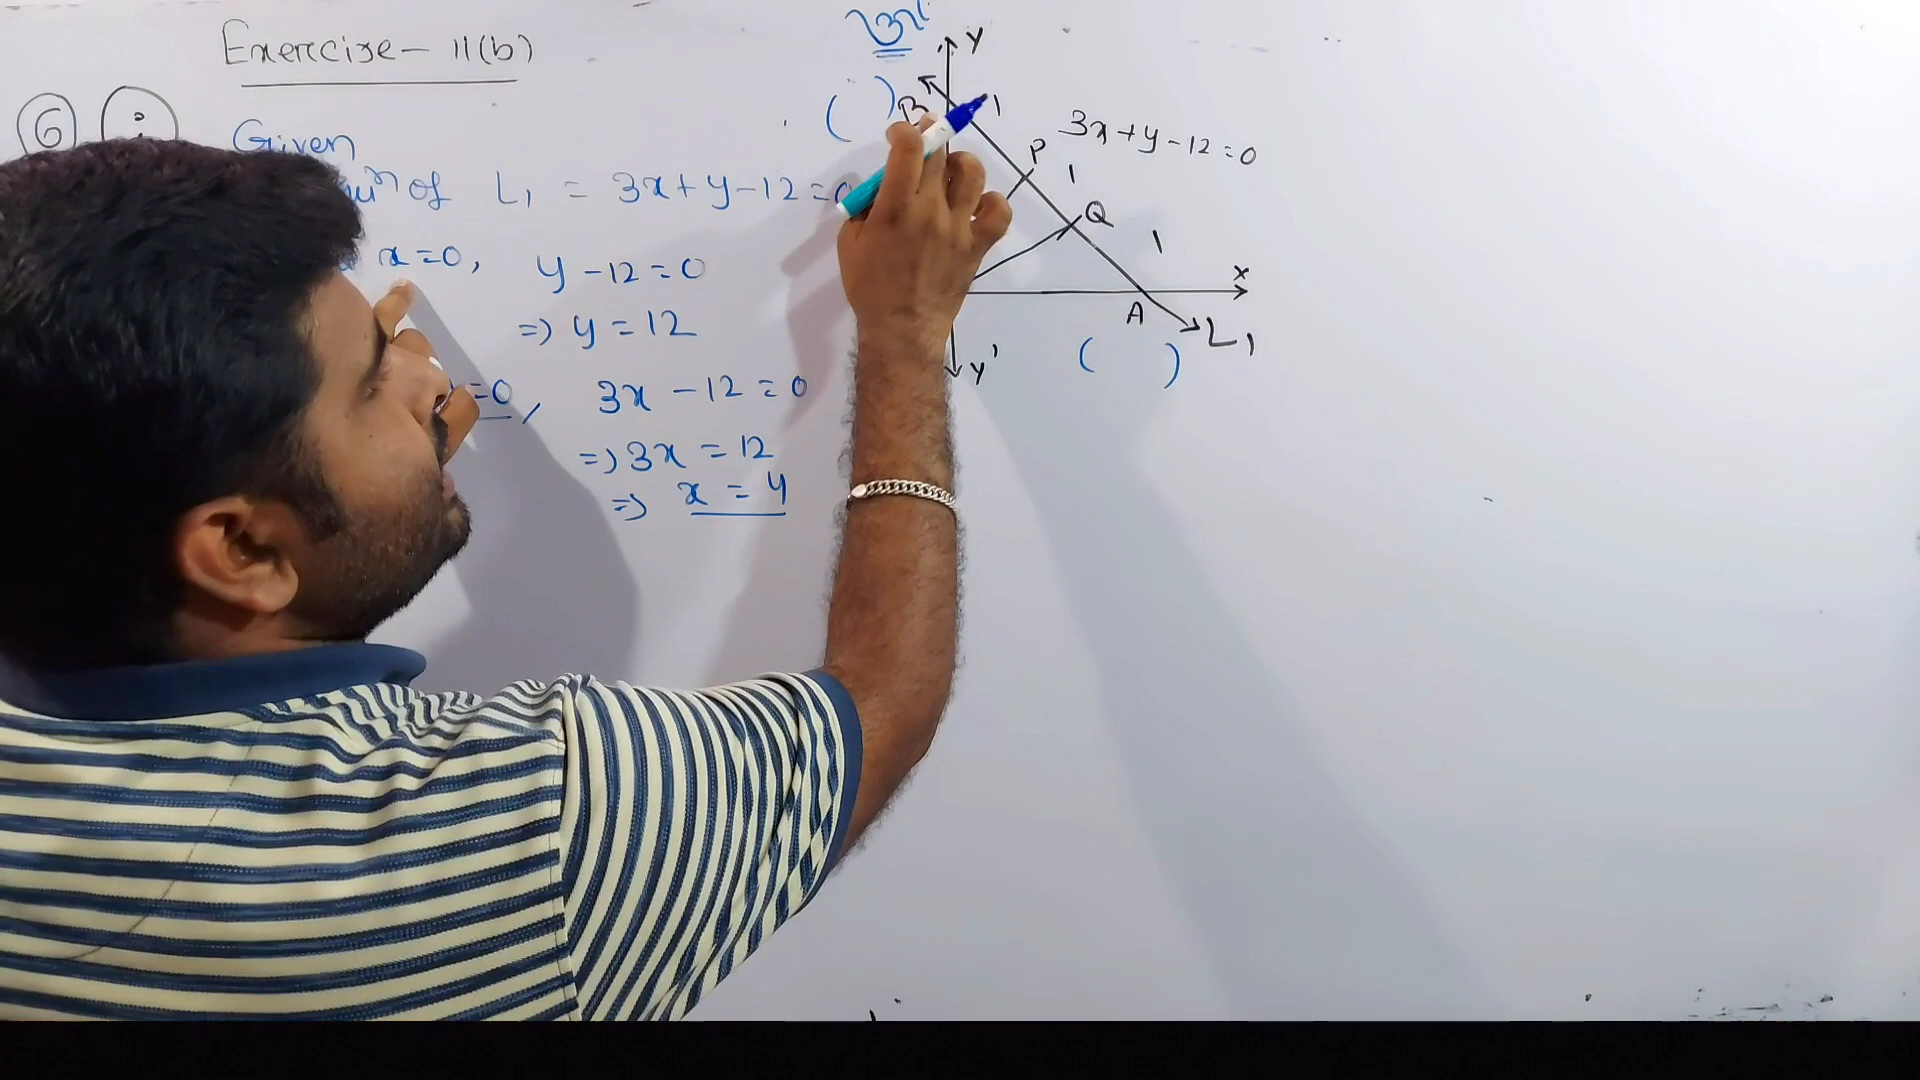 Exercise - 11(b)
6
Given
of L1 = 3x+y-12=0
x=0, y-12=0
=> y=12
=0, 3x-12=0
=> 3x=12
=> x=4
Y
( ) B 1
3x+y-12=0
P
1
Q
1
X
A
L1
( )
Y'